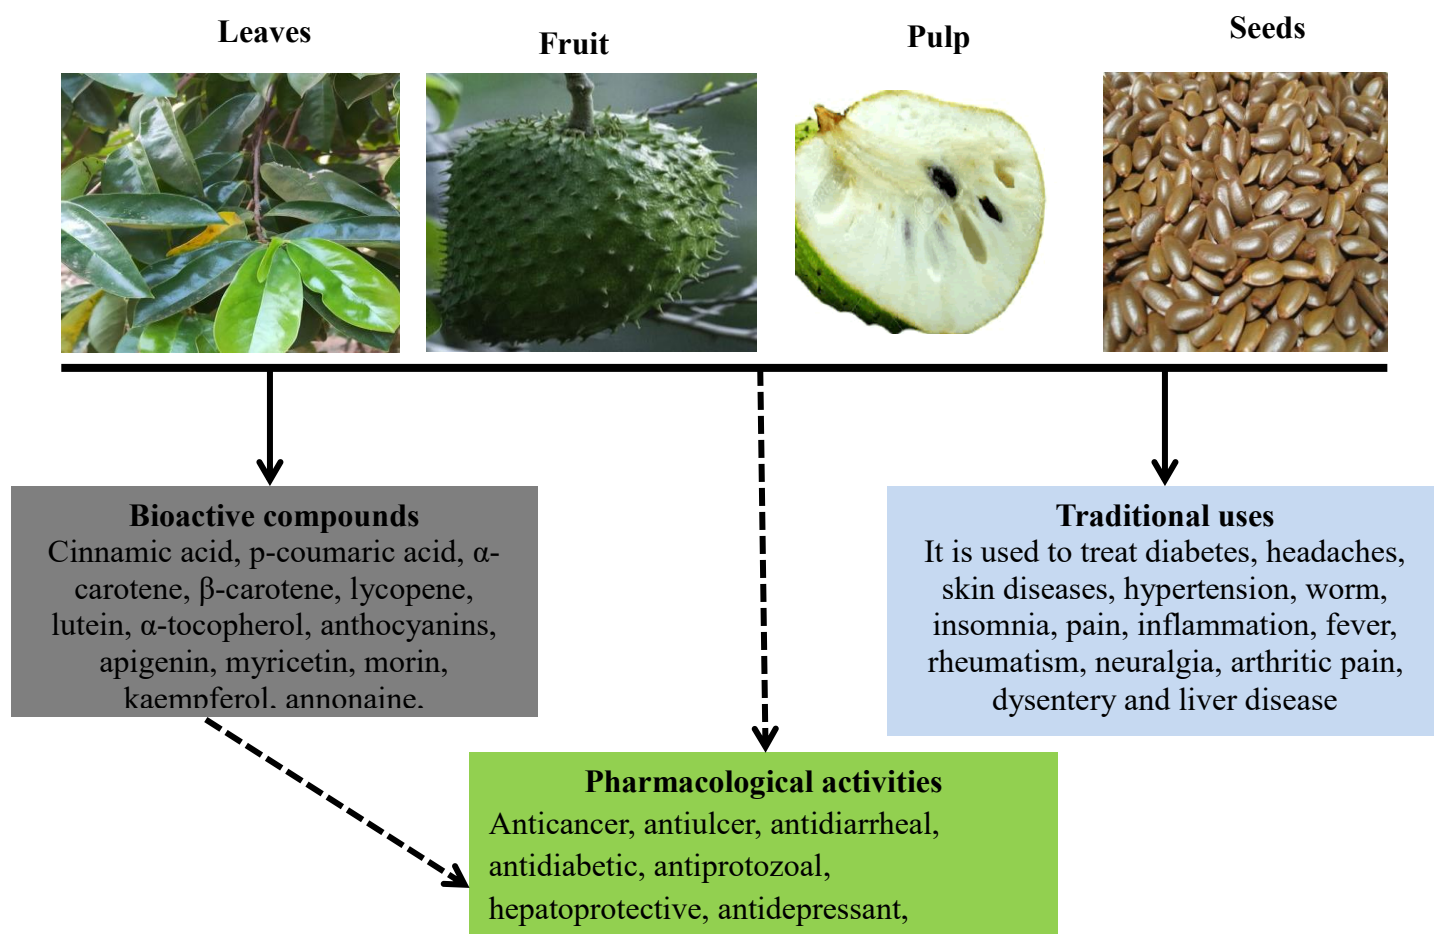 Leaves
Fruit
Pulp
Seeds
Bioactive compounds
Cinnamic acid, p-coumaric acid, α-
carotene, β-carotene, lycopene,
lutein, α-tocopherol, anthocyanins,
apigenin, myricetin, morin,
kaempferol, annonaine,
Traditional uses
It is used to treat diabetes, headaches,
skin diseases, hypertension, worm,
insomnia, pain, inflammation, fever,
rheumatism, neuralgia, arthritic pain,
dysentery and liver disease
Pharmacological activities
Anticancer, antiulcer, antidiarrheal,
antidiabetic, antiprotozoal,
hepatoprotective, antidepressant,